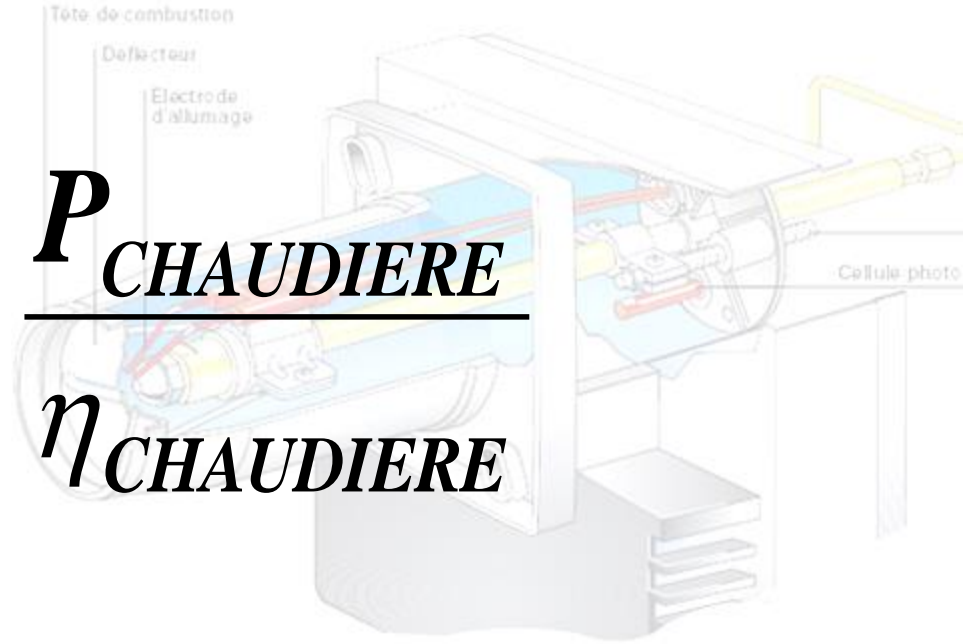 Tête de combustion
Déflecteur
Electrode
d'allumage
P CHAUDIERE
Cellule photo
η CHAUDIERE